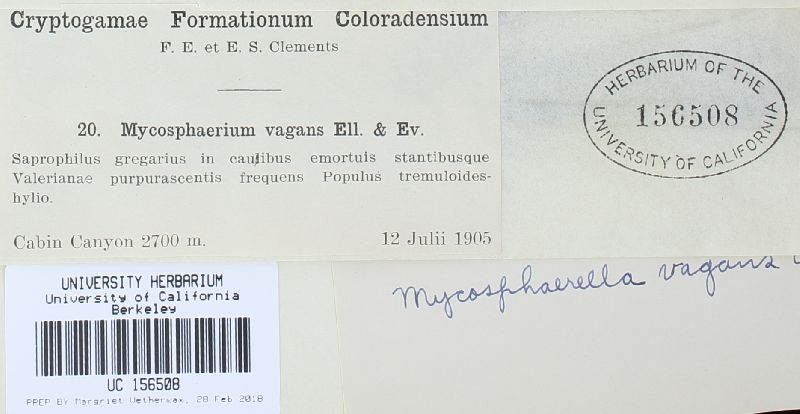 Cryptogamae Formationum Coloradensium
F. E. et E. S. Clements
20. Mycosphaerium vagans Ell. & Ev.
Saprophilus gregarius in caulibus emortuis stantibusque
Valerianae purpurascentis frequens Populus tremuloides-
hylio.
Cabin Canyon 2700 m.
12 Julii 1905
HERBARIUM OF THE
156508
UNIVERSITY OF CALIFORNIA
Mycosphaerella vagans
UNIVERSITY HERBARIUM
University of California
Berkeley
UC 156508
PREP BY Margriet Wetherwax, 28 Feb 2018